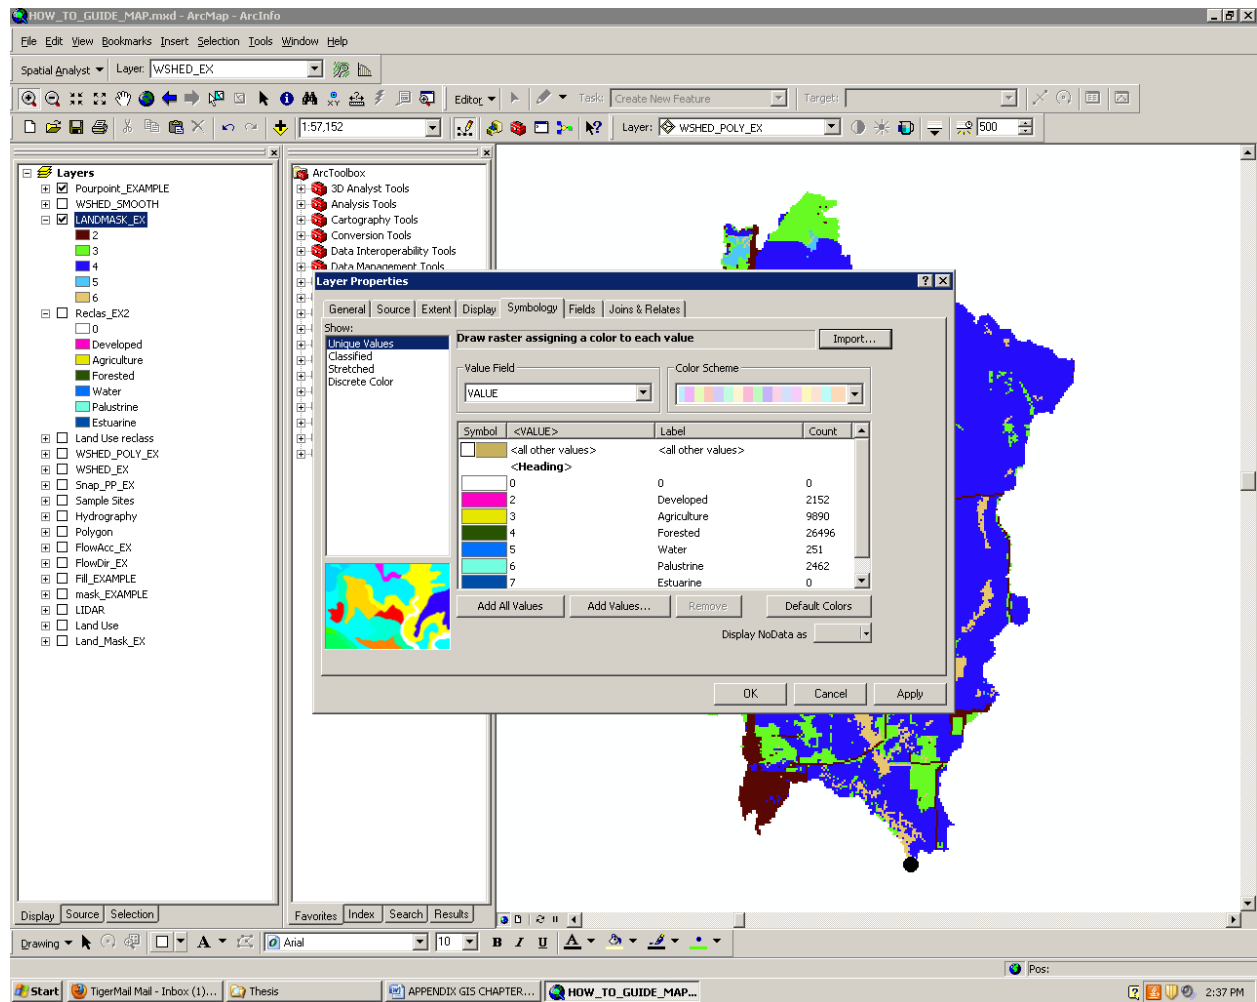 HOW_TO_GUIDE_MAP.mxd - ArcMap - ArcInfo
File Edit View Bookmarks Insert Selection Tools Window Help
Spatial Analyst Layer: WSHED_EX
Editor Task: Create New Feature Target:
1:57,152 Layer: WSHED_POLY_EX 500
Layers
Pourpoint_EXAMPLE
WSHED_SMOOTH
LANDMASK_EX
2
3
4
5
6
Reclas_EX2
0
Developed
Agriculture
Forested
Water
Palustrine
Estuarine
Land Use reclass
WSHED_POLY_EX
WSHED_EX
Snap_PP_EX
Sample Sites
Hydrography
Polygon
FlowAcc_EX
FlowDir_EX
Fill_EXAMPLE
mask_EXAMPLE
LIDAR
Land Use
Land_Mask_EX
Display Source Selection
ArcToolbox
3D Analyst Tools
Analysis Tools
Cartography Tools
Conversion Tools
Data Interoperability Tools
Data Management Tools
Favorites Index Search Results
Layer Properties
General Source Extent Display Symbology Fields Joins & Relates
Show:
Unique Values
Classified
Stretched
Discrete Color
Draw raster assigning a color to each value Import...
Value Field Color Scheme
VALUE
Symbol <VALUE> Label Count
<all other values> <all other values>
<Heading>
0 0 0
2 Developed 2152
3 Agriculture 9890
4 Forested 26496
5 Water 251
6 Palustrine 2462
7 Estuarine 0
Add All Values Add Values... Remove Default Colors
Display NoData as
OK Cancel Apply
Drawing A Arial 10 B I U A
Pos:
Start TigerMail Mail - Inbox (1)... Thesis APPENDIX GIS CHAPTER... HOW_TO_GUIDE_MAP... 2:37 PM